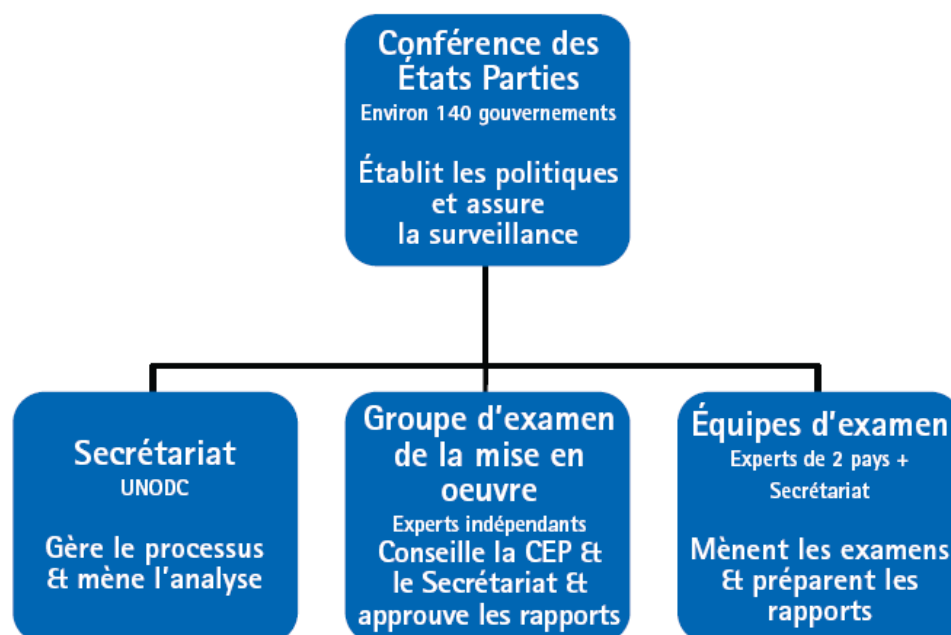 Conférence des
États Parties
Environ 140 gouvernements
Établit les politiques
et assure
la surveillance
Secrétariat
UNODC
Gère le processus
& mène l'analyse
Groupe d'examen
de la mise en
oeuvre
Experts indépendants
Conseille la CEP &
le Secrétariat &
approuve les rapports
Équipes d'examen
Experts de 2 pays +
Secrétariat
Mènent les examens
& préparent les
rapports